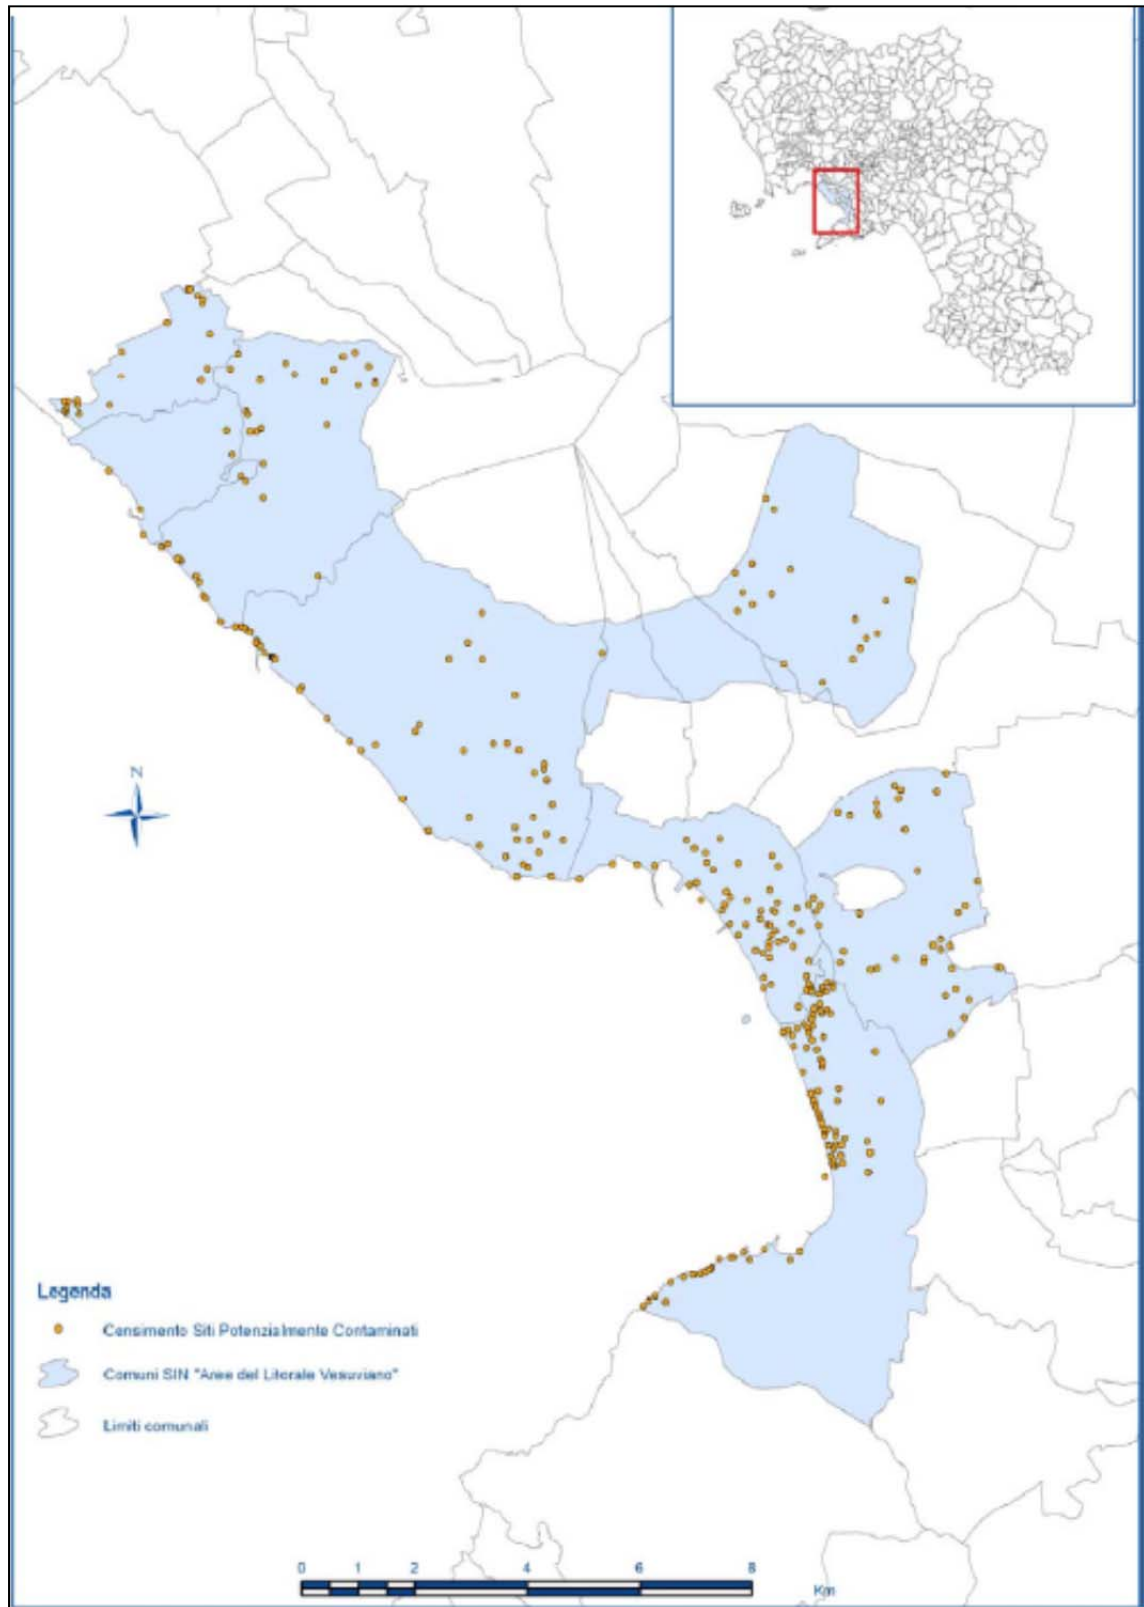 N
Legenda
Censimento Siti Potenzialmente Contaminati
Comuni SIN "Aree del Litorale Vesuviano"
Limiti comunali
0 1 2 4 6 8
Km